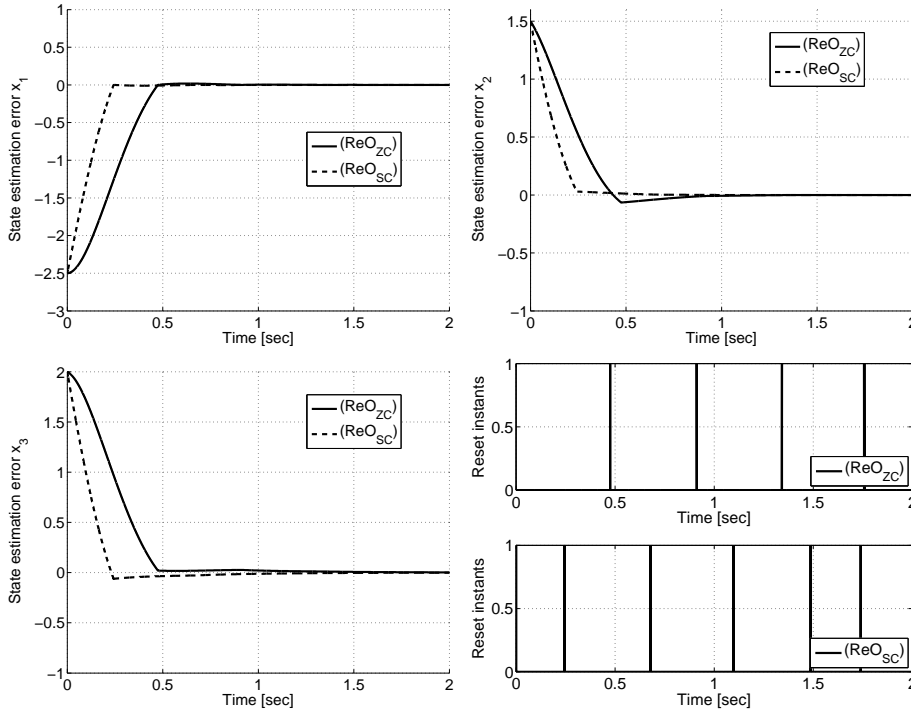 State estimation error x1
1
0.5
0
−0.5
−1
−1.5
−2
−2.5
−3
0
0.5
1
1.5
2
Time [sec]
(ReOZC)
(ReOSC)
State estimation error x2
1.5
1
0.5
0
−0.5
−1
0
0.5
1
1.5
2
Time [sec]
(ReOZC)
(ReOSC)
State estimation error x3
2
1.5
1
0.5
0
−0.5
−1
0
0.5
1
1.5
2
Time [sec]
(ReOZC)
(ReOSC)
Reset instants
1
0.5
0
0
0.5
1
1.5
2
Time [sec]
(ReOZC)
Reset instants
1
0.5
0
0
0.5
1
1.5
2
Time [sec]
(ReOSC)